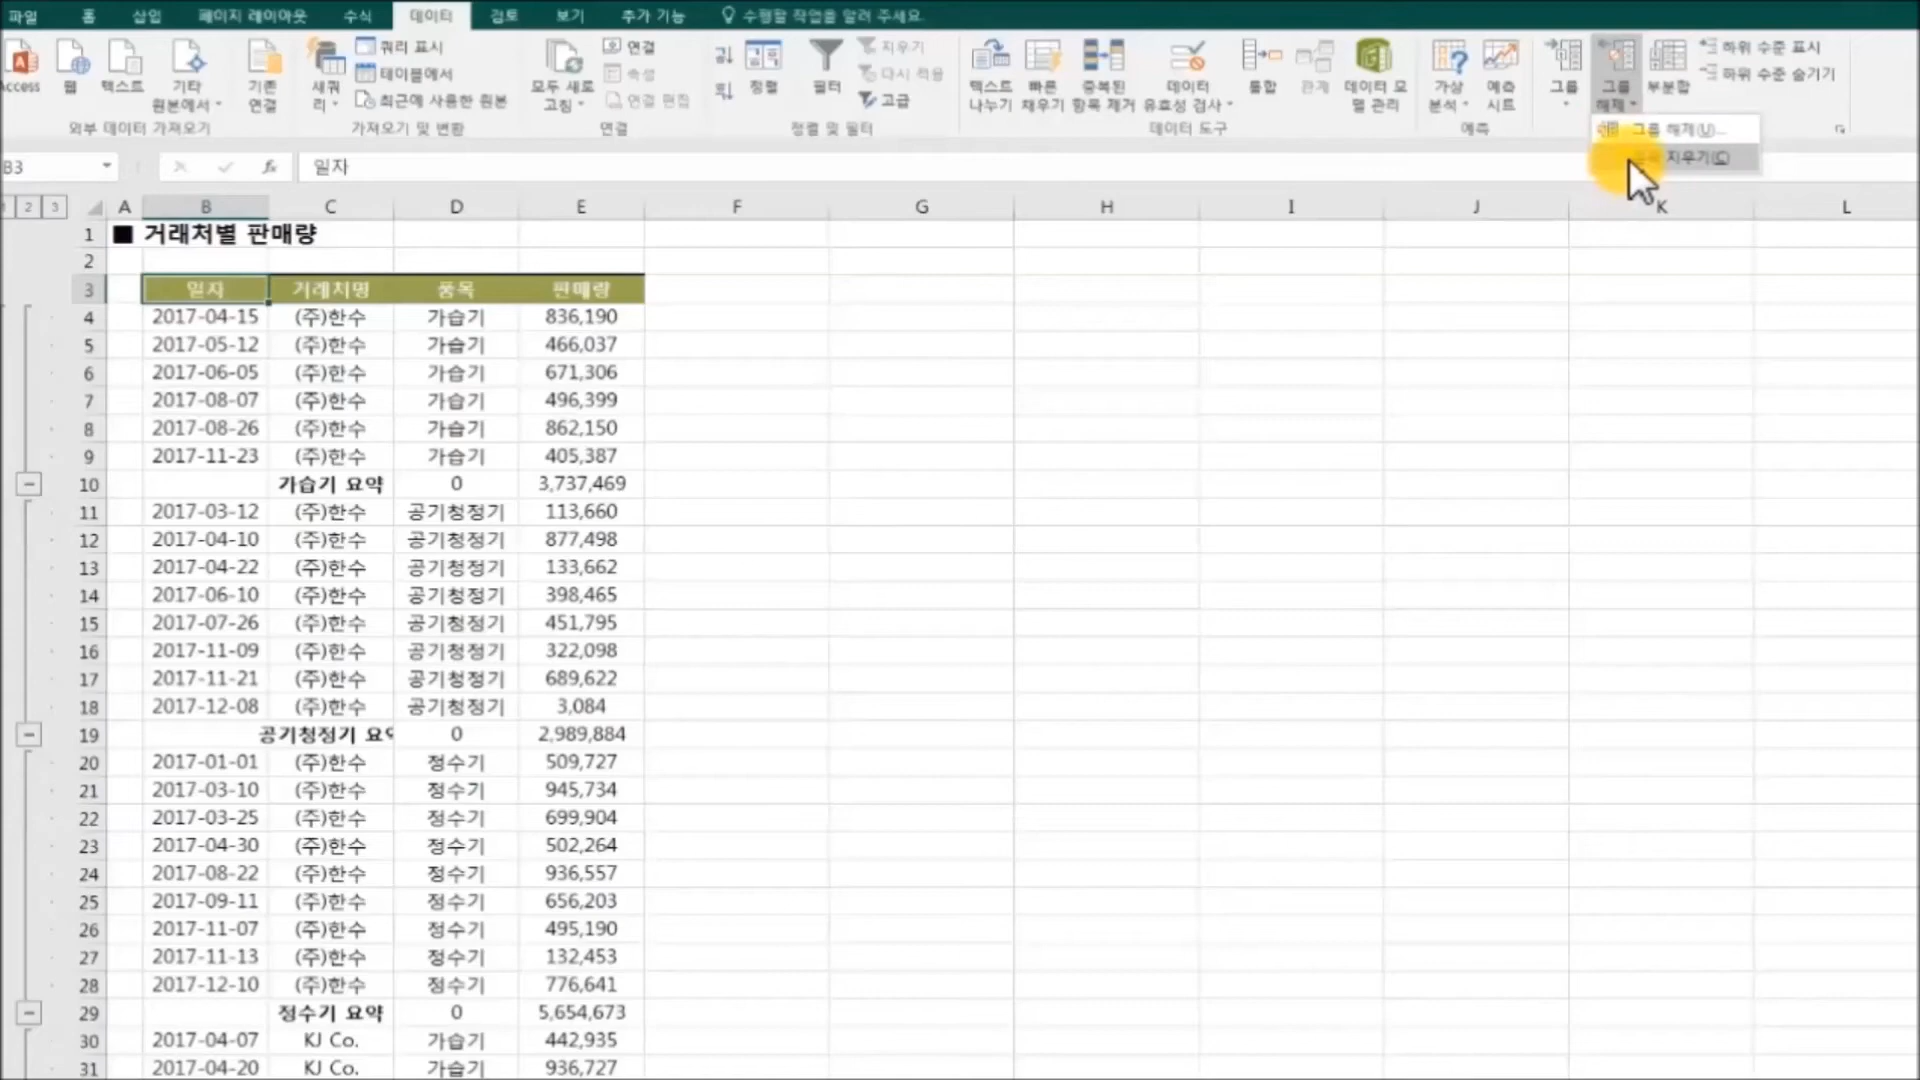 파일 홈 삽입 페이지 레이아웃 수식 데이터 검토 보기 추가 기능 수행할 작업을 알려 주세요.
Access 웹 텍스트 기타 원본에서 기존 연결 새쿼리 쿼리 표시 테이블에서 최근에 사용한 원본 모두 새로 고침 연결 속성 연결 편집 정렬 필터 지우기 다시 적용 고급 텍스트 나누기 빠른 채우기 중복된 항목 제거 데이터 유효성 검사 통합 관계 데이터 모델 관리 가상 분석 예측 시트 그룹 그룹 해제 부분합 하위 수준 표시 하위 수준 숨기기
외부 데이터 가져오기 가져오기 및 변환 연결 정렬 및 필터 데이터 도구 예측
그룹 해제(U)...
지우기(C)
B3 fx 일자
2 3 A B C D E F G H I J K L
1 ■ 거래처별 판매량
2
3 일자 거래처명 품목 판매량
4 2017-04-15 (주)한수 가습기 836,190
5 2017-05-12 (주)한수 가습기 466,037
6 2017-06-05 (주)한수 가습기 671,306
7 2017-08-07 (주)한수 가습기 496,399
8 2017-08-26 (주)한수 가습기 862,150
9 2017-11-23 (주)한수 가습기 405,387
10 가습기 요약 0 3,737,469
11 2017-03-12 (주)한수 공기청정기 113,660
12 2017-04-10 (주)한수 공기청정기 877,498
13 2017-04-22 (주)한수 공기청정기 133,662
14 2017-06-10 (주)한수 공기청정기 398,465
15 2017-07-26 (주)한수 공기청정기 451,795
16 2017-11-09 (주)한수 공기청정기 322,098
17 2017-11-21 (주)한수 공기청정기 689,622
18 2017-12-08 (주)한수 공기청정기 3,084
19 공기청정기 요 0 2,989,884
20 2017-01-01 (주)한수 정수기 509,727
21 2017-03-10 (주)한수 정수기 945,734
22 2017-03-25 (주)한수 정수기 699,904
23 2017-04-30 (주)한수 정수기 502,264
24 2017-08-22 (주)한수 정수기 936,557
25 2017-09-11 (주)한수 정수기 656,203
26 2017-11-07 (주)한수 정수기 495,190
27 2017-11-13 (주)한수 정수기 132,453
28 2017-12-10 (주)한수 정수기 776,641
29 정수기 요약 0 5,654,673
30 2017-04-07 KJ Co. 가습기 442,935
31 2017-04-20 KJ Co. 가습기 936,727